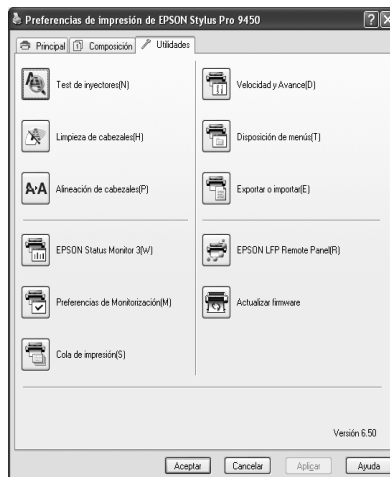 Preferencias de impresión de EPSON Stylus Pro 9450
Principal Composición Utilidades
Test de inyectores(N)
Velocidad y Avance(D)
Limpieza de cabezales(H)
Disposición de menús(T)
Alineación de cabezales(P)
Exportar o importar(E)
EPSON Status Monitor 3(W)
EPSON LFP Remote Panel(R)
Preferencias de Monitorización(M)
Actualizar firmware
Cola de impresión(S)
Versión 6.50
Aceptar Cancelar Aplicar Ayuda